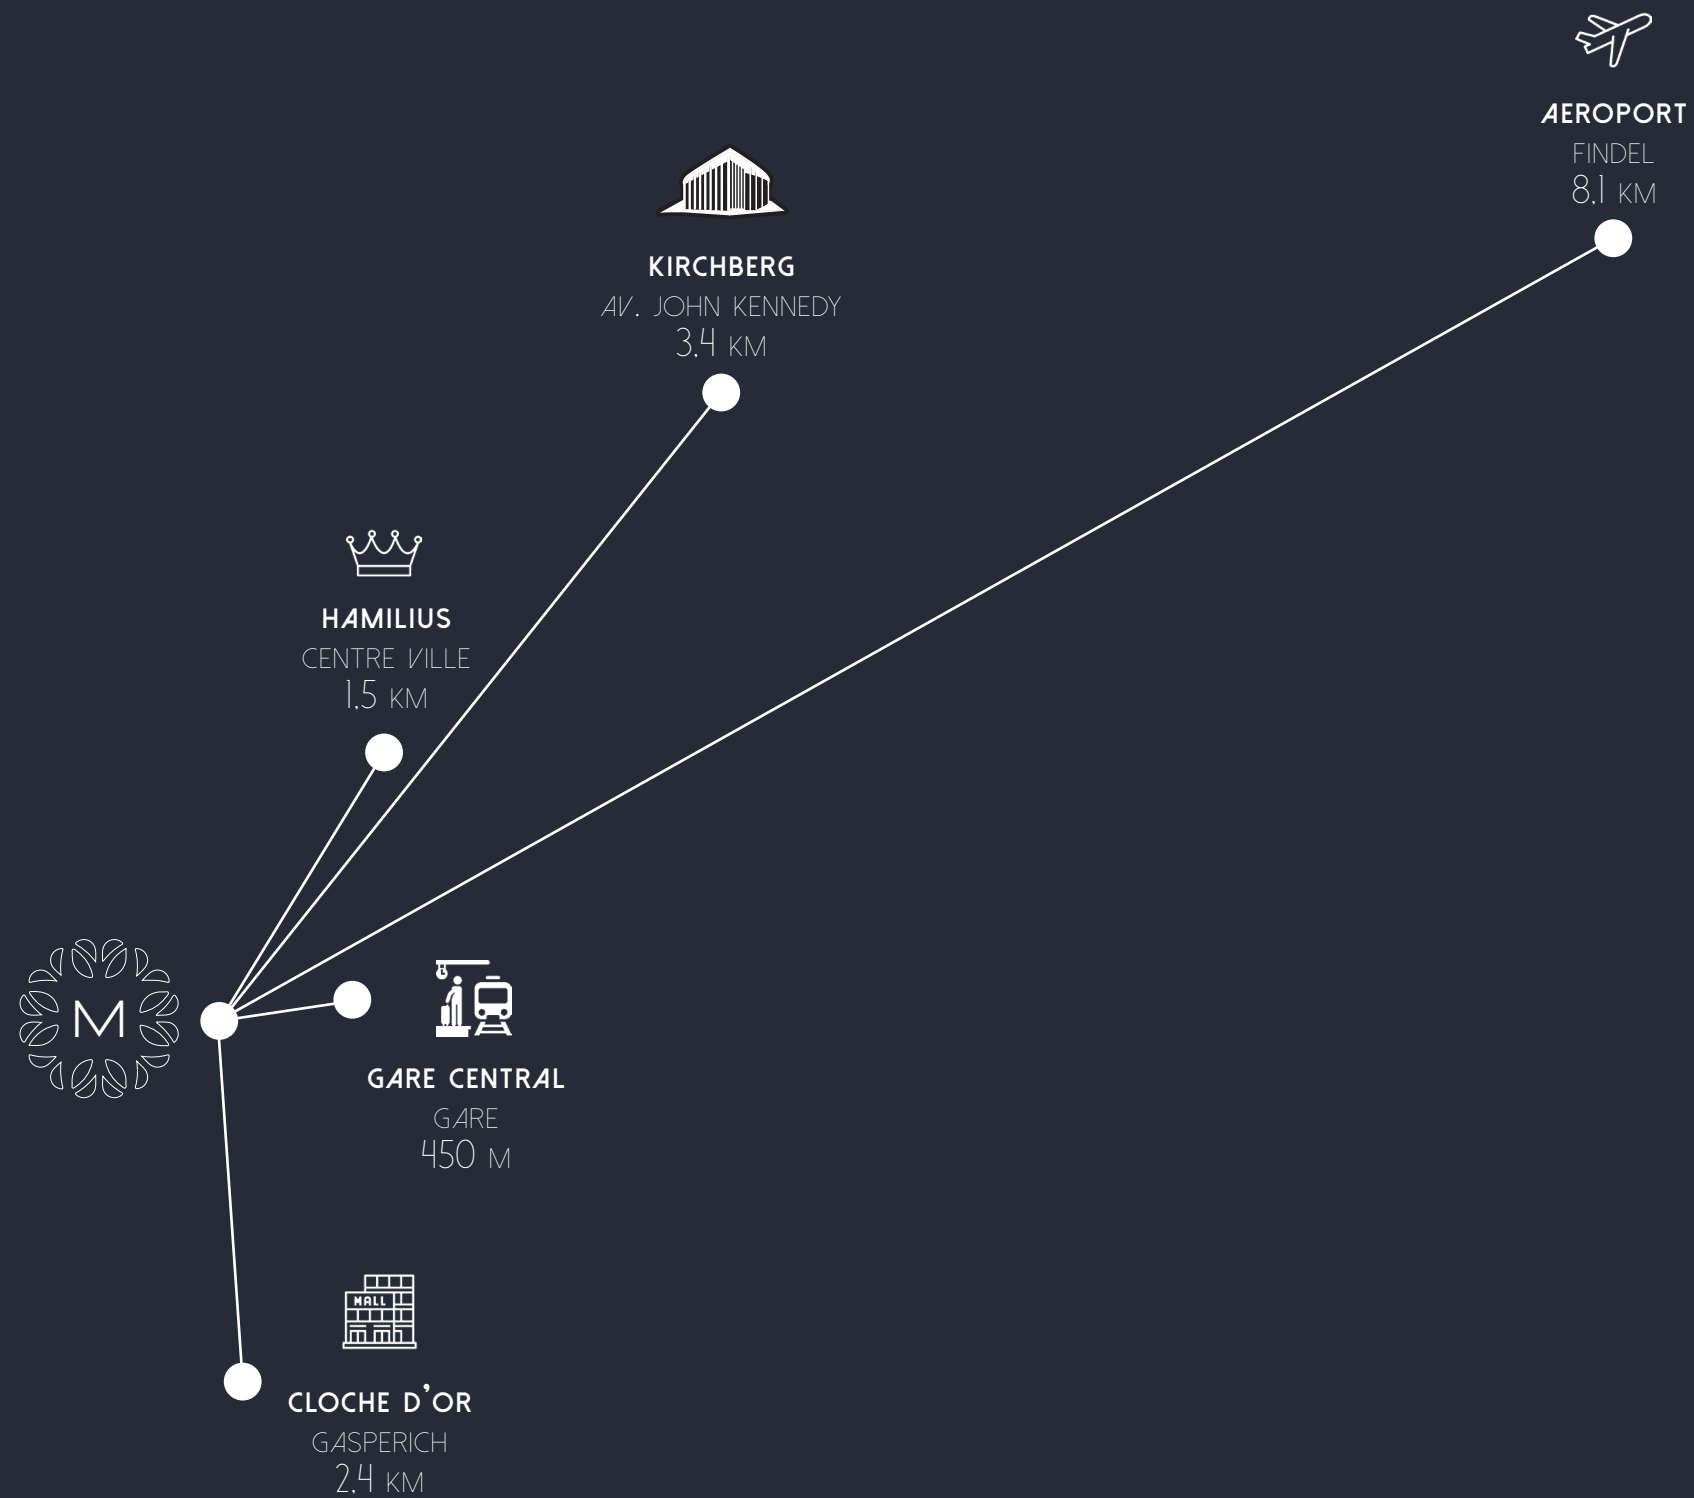 AEROPORT
FINDEL
8,1 KM
KIRCHBERG
AV. JOHN KENNEDY
3,4 KM
HAMILIUS
CENTRE VILLE
1,5 KM
M
GARE CENTRAL
GARE
450 M
MALL
CLOCHE D'OR
GASPERICH
2,4 KM